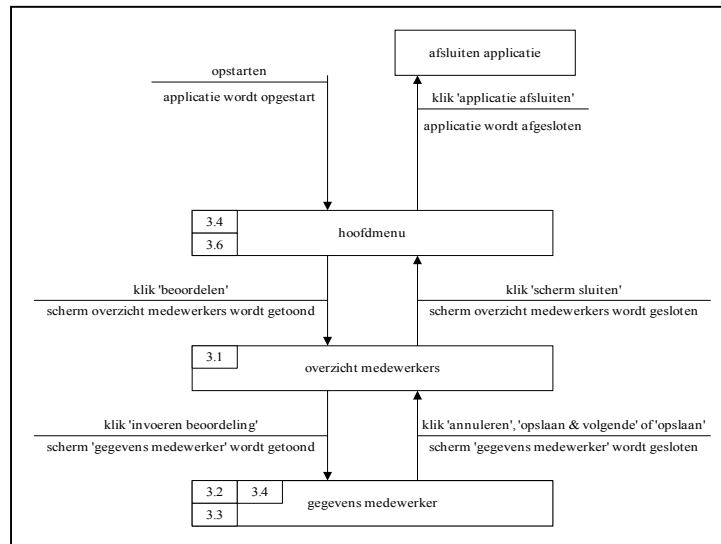 afsluiten applicatie
opstarten
applicatie wordt opgestart
klik 'applicatie afsluiten'
applicatie wordt afgesloten
3.4
3.6
hoofdmenu
klik 'beoordelen'
scherm overzicht medewerkers wordt getoond
klik 'scherm sluiten'
scherm overzicht medewerkers wordt gesloten
3.1
overzicht medewerkers
klik 'invoeren beoordeling'
scherm 'gegevens medewerker' wordt getoond
klik 'annuleren', 'opslaan & volgende' of 'opslaan'
scherm 'gegevens medewerker' wordt gesloten
3.2 3.4
3.3
gegevens medewerker